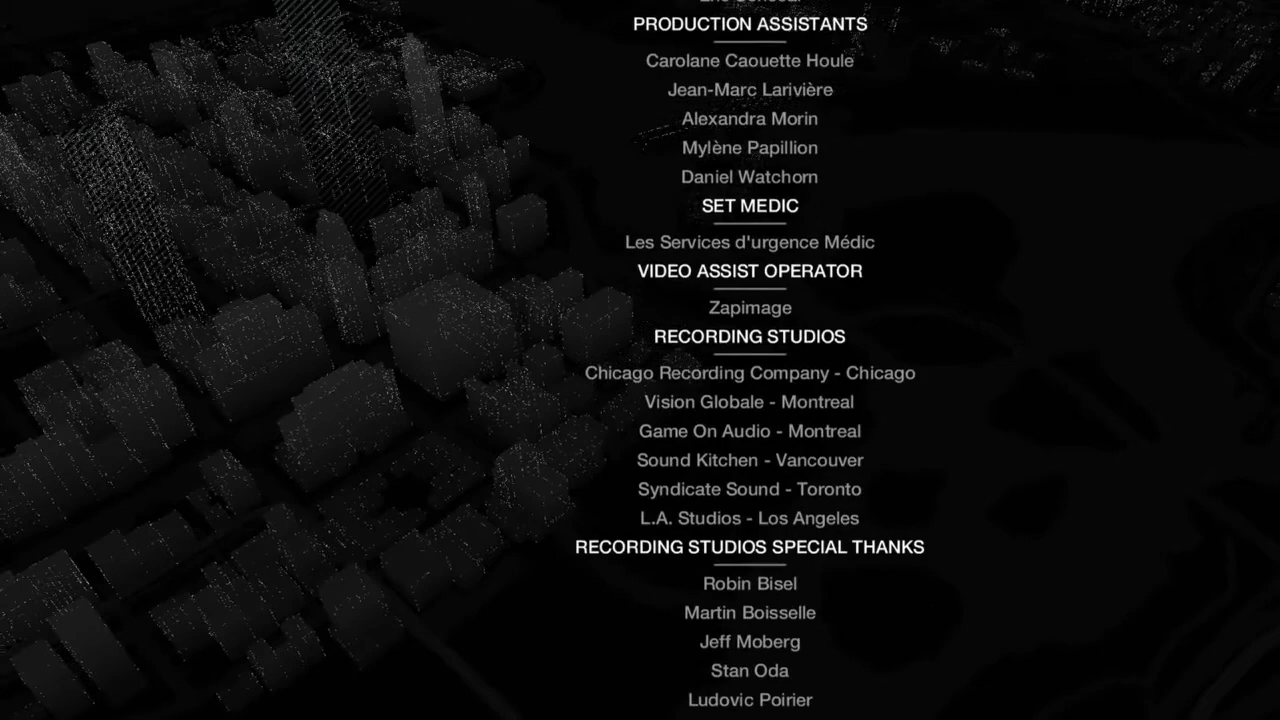 PRODUCTION ASSISTANTS
Carolane Caouette Houle
Jean-Marc Larivière
Alexandra Morin
Mylène Papillion
Daniel Watchorn
SET MEDIC
Les Services d'urgence Médic
VIDEO ASSIST OPERATOR
Zapimage
RECORDING STUDIOS
Chicago Recording Company - Chicago
Vision Globale - Montreal
Game On Audio - Montreal
Sound Kitchen - Vancouver
Syndicate Sound - Toronto
L.A. Studios - Los Angeles
RECORDING STUDIOS SPECIAL THANKS
Robin Bisel
Martin Boisselle
Jeff Moberg
Stan Oda
Ludovic Poirier